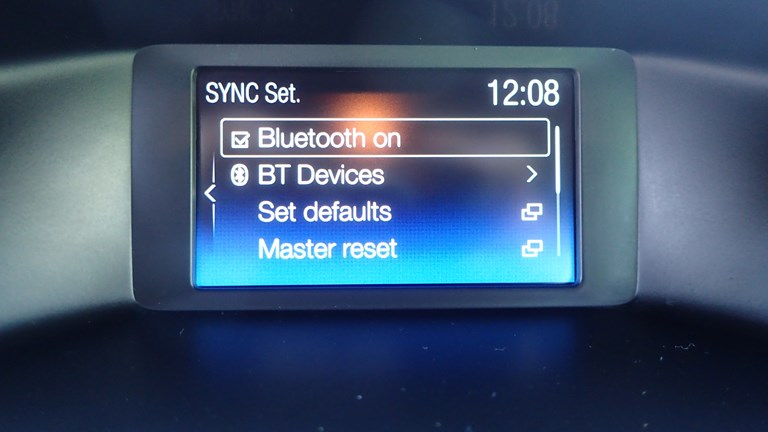 SYNC Set. 12:08
Bluetooth on
BT Devices
Set defaults
Master reset